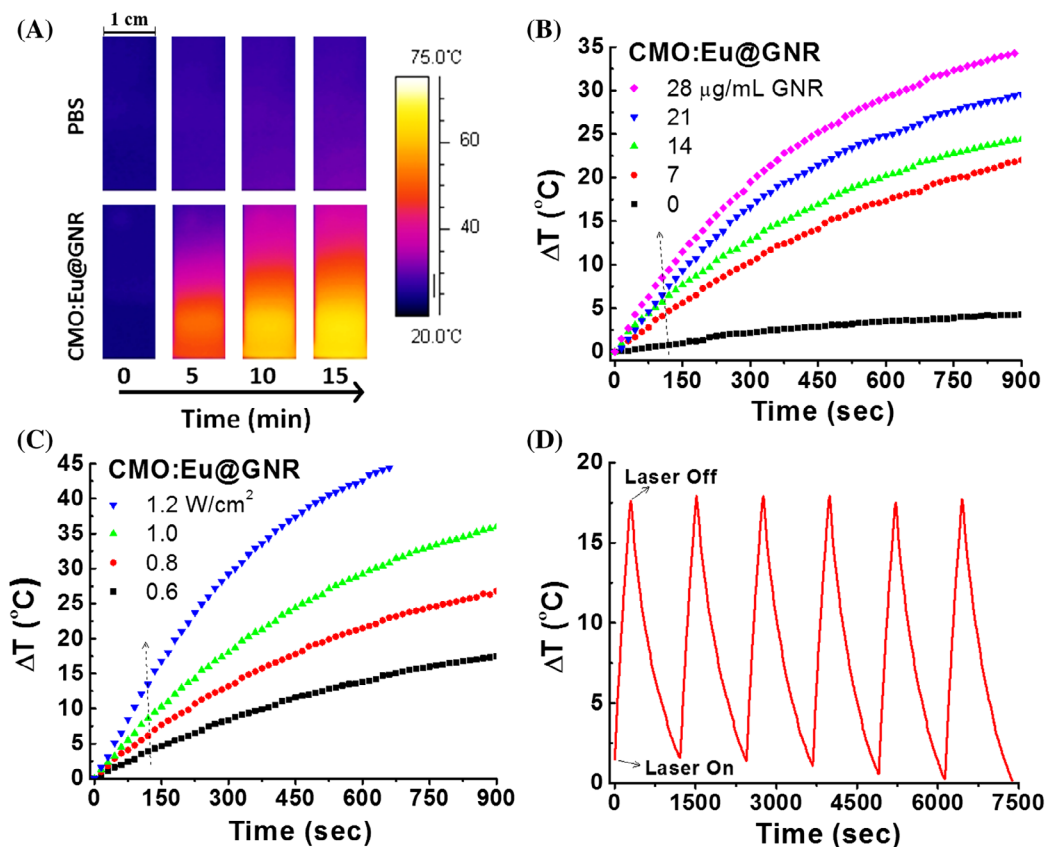 (A)
1 cm
PBS
CMO:Eu@GNR
0 5 10 15
Time (min)
75.0℃
60
40
20.0℃
(B)
CMO:Eu@GNR
28 μg/mL GNR
21
14
7
0
ΔT (°C)
35
30
25
20
15
10
5
0
0 150 300 450 600 750 900
Time (sec)
(C)
CMO:Eu@GNR
1.2 W/cm²
1.0
0.8
0.6
ΔT (°C)
45
40
35
30
25
20
15
10
5
0
0 150 300 450 600 750 900
Time (sec)
(D)
Laser Off
Laser On
ΔT (°C)
20
15
10
5
0
0 1500 3000 4500 6000 7500
Time (sec)